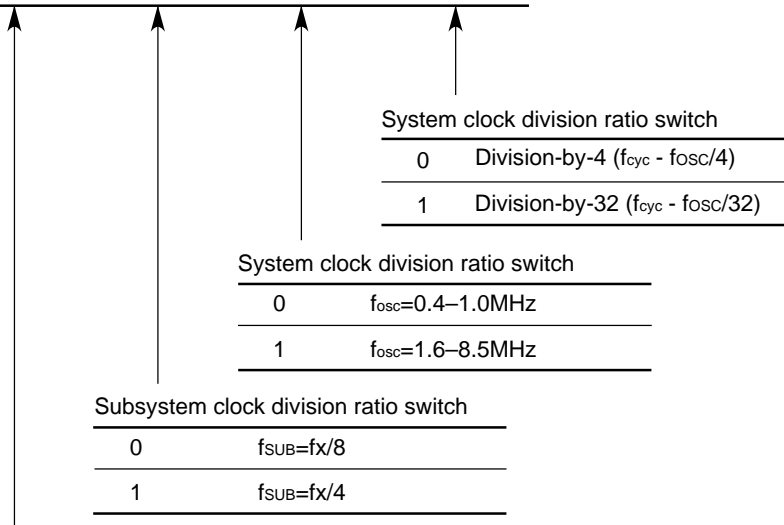 System clock division ratio switch
0 Division-by-4 (fcyc - fOSC/4)
1 Division-by-32 (fcyc - fOSC/32)
System clock division ratio switch
0 fosc=0.4–1.0MHz
1 fosc=1.6–8.5MHz
Subsystem clock division ratio switch
0 fSUB=fx/8
1 fSUB=fx/4